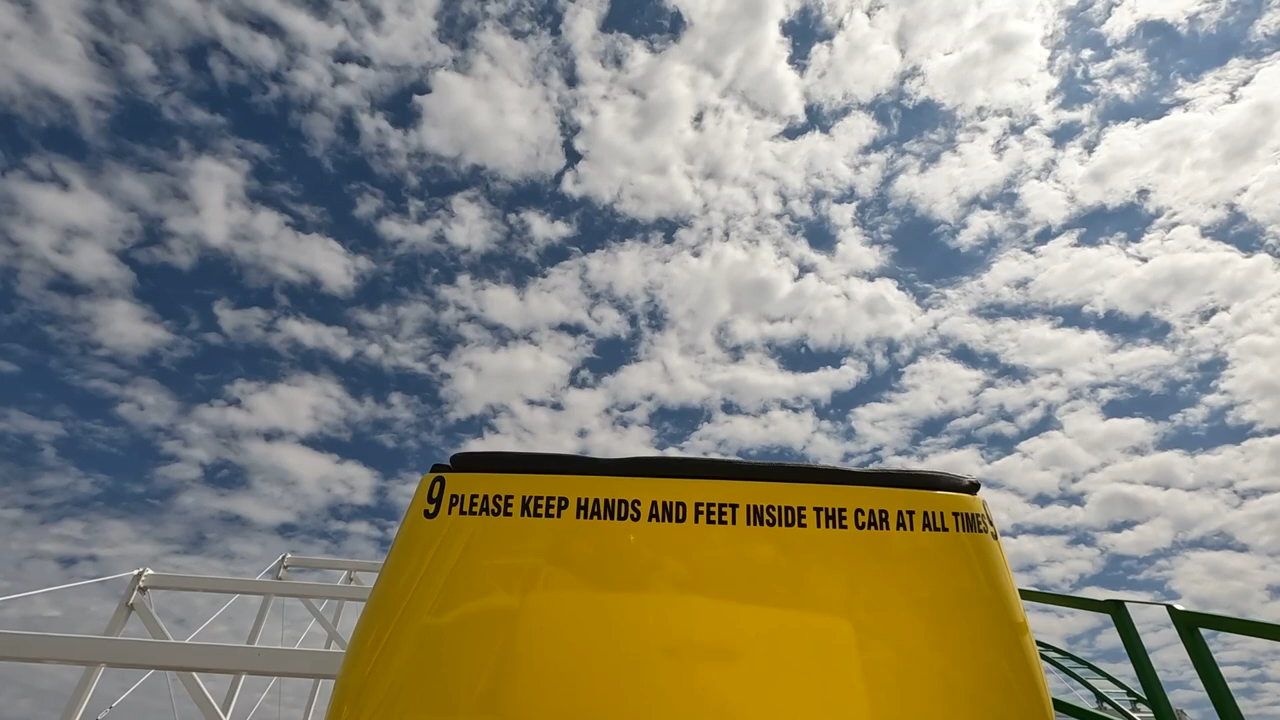 9 PLEASE KEEP HANDS AND FEET INSIDE THE CAR AT ALL TIMES 9